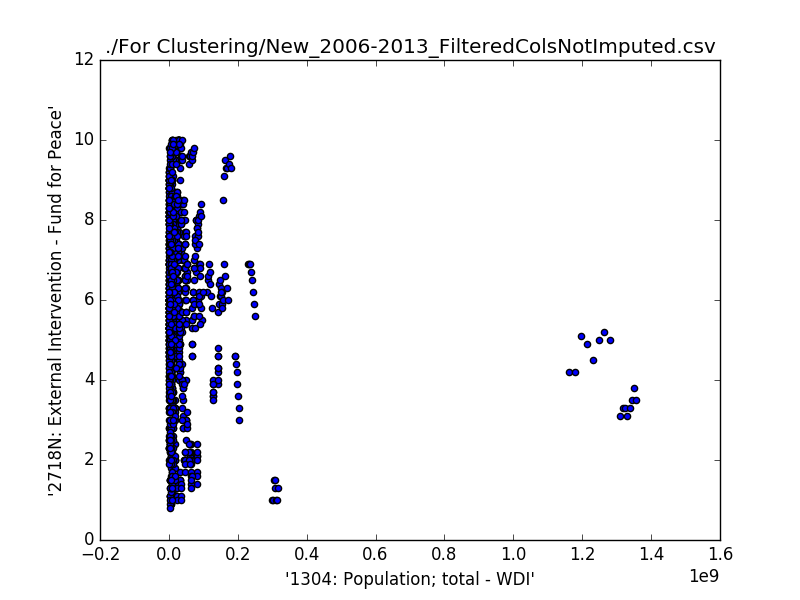 ./For Clustering/New_2006-2013_FilteredColsNotImputed.csv
12
10
8
6
4
2
0
'2718N: External Intervention - Fund for Peace'
−0.2 0.0 0.2 0.4 0.6 0.8 1.0 1.2 1.4 1.6
1e9
'1304: Population; total - WDI'